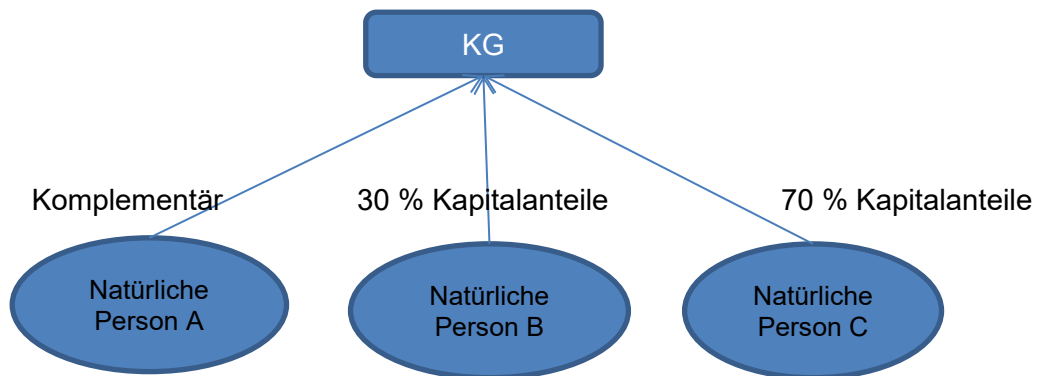 KG
Komplementär
30 % Kapitalanteile
70 % Kapitalanteile
Natürliche
Person A
Natürliche
Person B
Natürliche
Person C